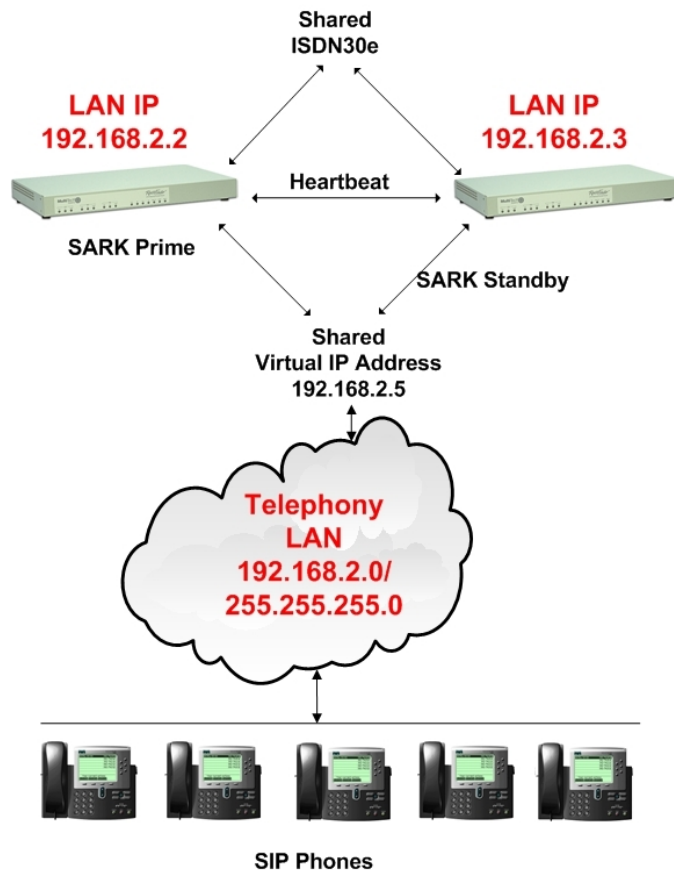 Shared
ISDN30e
LAN IP
192.168.2.2
LAN IP
192.168.2.3
Heartbeat
SARK Prime
SARK Standby
Shared
Virtual IP Address
192.168.2.5
Telephony
LAN
192.168.2.0/
255.255.255.0
SIP Phones